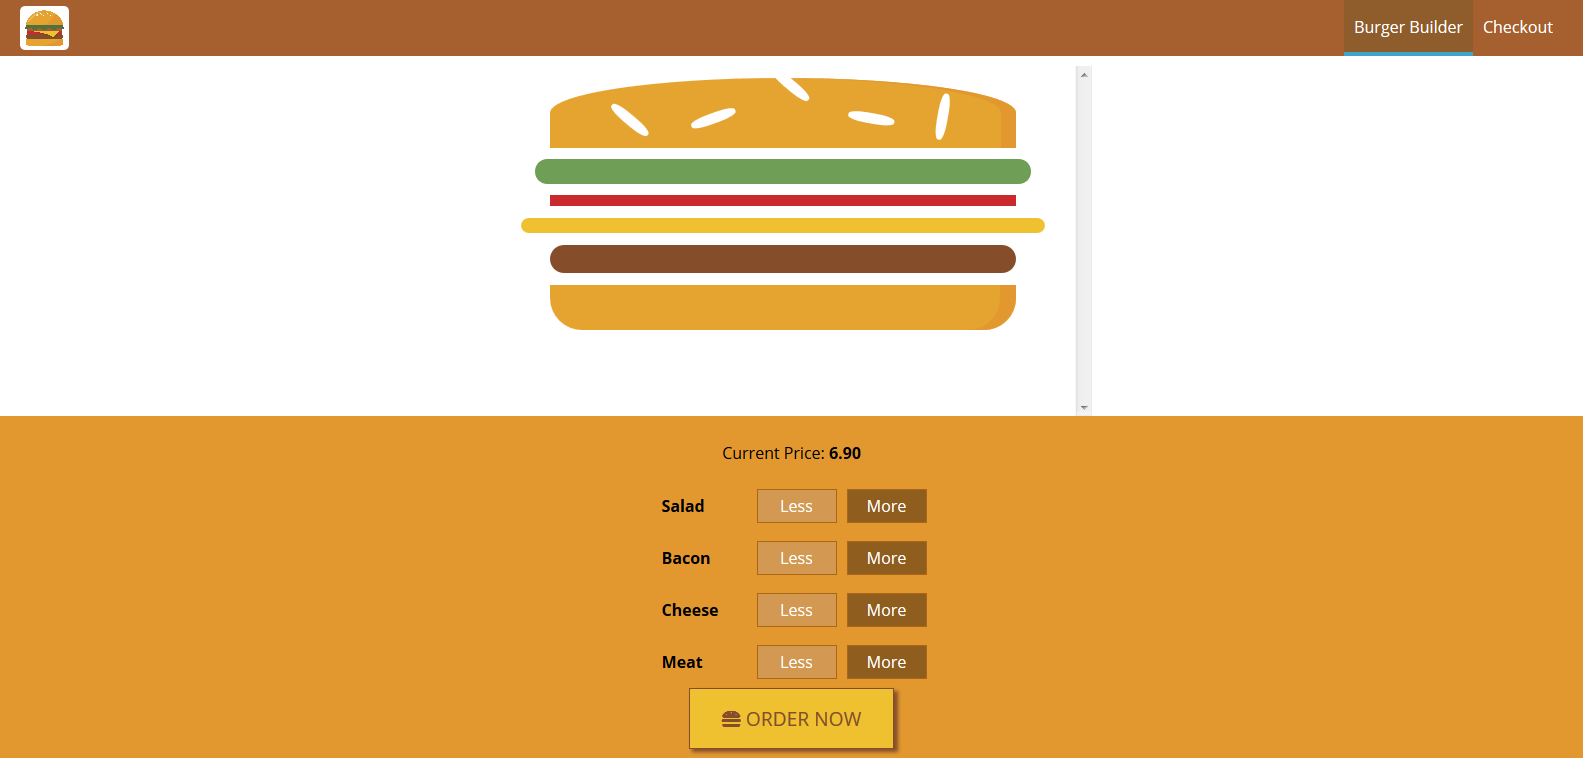 Burger Builder Checkout
Current Price: 6.90
Salad Less More
Bacon Less More
Cheese Less More
Meat Less More
ORDER NOW